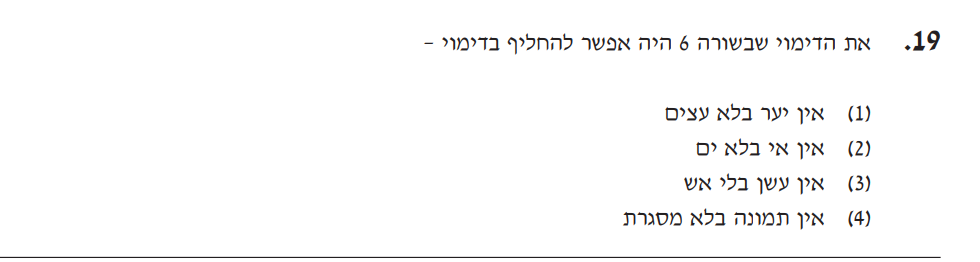 19. את הדימוי שבשורה 6 היה אפשר להחליף בדימוי –
(1) אין יער בלא עצים
(2) אין אי בלא ים
(3) אין עשן בלי אש
(4) אין תמונה בלא מסגרת